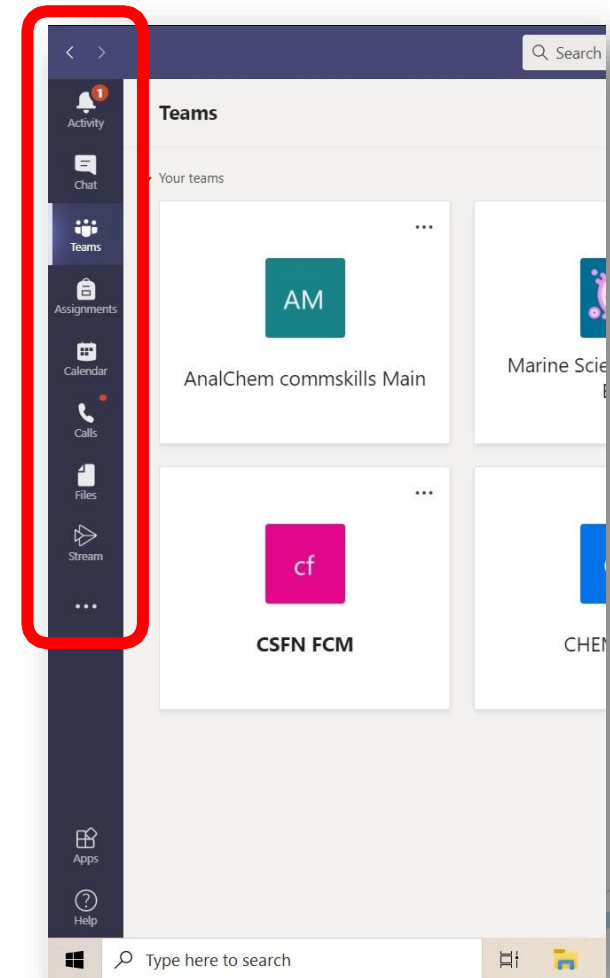 Search
1
Activity
Teams
Chat
Your teams
Teams
AM
Assignments
AnalChem commskills Main
Marine Scie
Calendar
Calls
Files
cf
Stream
CSFN FCM
CHEM
Apps
Help
Type here to search